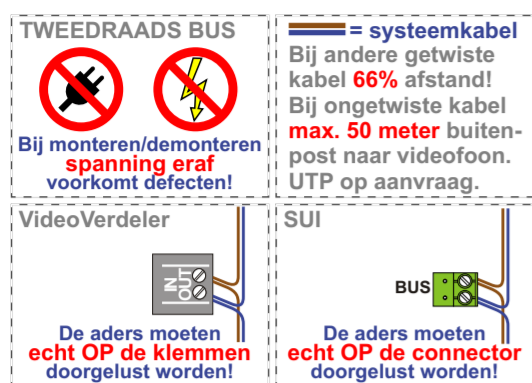 TWEEDRAADS BUS
Bij monteren/demonteren
spanning eraf
voorkomt defecten!
= systeemkabel
Bij andere getwiste
kabel 66% afstand!
Bij ongetwiste kabel
max. 50 meter buiten-
post naar videofoon.
UTP op aanvraag.
VideoVerdeler
IN
OUT
De aders moeten
echt OP de klemmen
doorgelust worden!
SUI
BUS
De aders moeten
echt OP de connector
doorgelust worden!